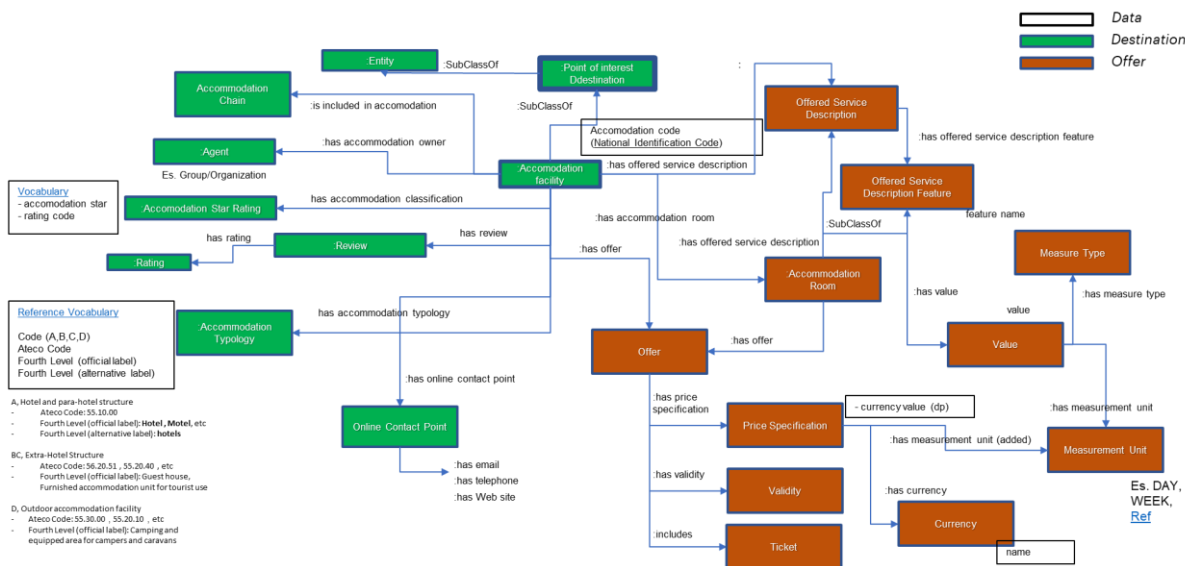 Data
Destination
Offer
:Entity
:SubClassOf
:Point of interest
Ddestination
Accommodation
Chain
:is included in accomodation
:SubClassOf
:
Offered Service
Description
Accomodation code
(National Identification Code)
:has offered service description feature
:Agent
:has accommodation owner
Es. Group/Organization
:Accomodation
facility
:has offered service description
Offered Service
Description Feature
Vocabulary
- accomodation star
- rating code
Accomodation Star Rating
has accommodation classification
:has accommodation room
:SubClassOf
feature name
has rating
:Review
has review
:has offer
:has offered service description
Measure Type
:Rating
:Accommodation
Room
:has value
:has measure type
Reference Vocabulary
Code (A,B,C,D)
Ateco Code
Fourth Level (official label)
Fourth Level (alternative label)
:Accommodation
Typology
has accommodation typology
value
Offer
:has offer
Value
:has online contact point
A, Hotel and para-hotel structure
- Ateco Code: 55.10.00
- Fourth Level (official label): Hotel , Motel, etc
- Fourth Level (alternative label): hotels
:has price
specification
- currency value (dp)
:has measurement unit
Online Contact Point
Price Specification
:has measurement unit (added)
Measurement Unit
BC, Extra-Hotel Structure
- Ateco Code: 56.20.51 , 55.20.40 , etc
- Fourth Level (official label): Guest house,
Furnished accommodation unit for tourist use
:has email
:has telephone
:has Web site
:has validity
Validity
:has currency
Es. DAY,
WEEK,
Ref
D, Outdoor accommodation facility
- Ateco Code: 55.30.00 , 55.20.10 , etc
- Fourth Level (official label): Camping and
equipped area for campers and caravans
Currency
:includes
Ticket
name